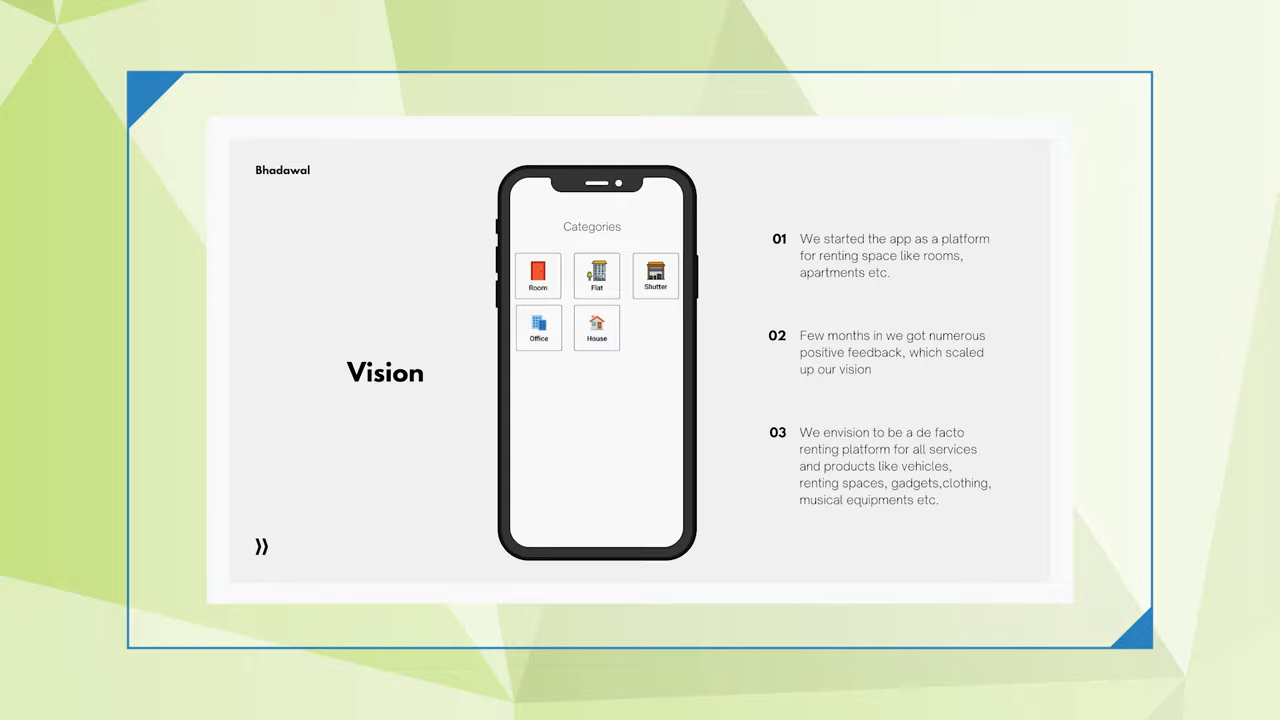 Bhadawal
Vision
Categories
Room Flat Shutter
Office House
01 We started the app as a platform
for renting space like rooms,
apartments etc.
02 Few months in we got numerous
positive feedback, which scaled
up our vision
03 We envision to be a de facto
renting platform for all services
and products like vehicles,
renting spaces, gadgets,clothing,
musical equipments etc.